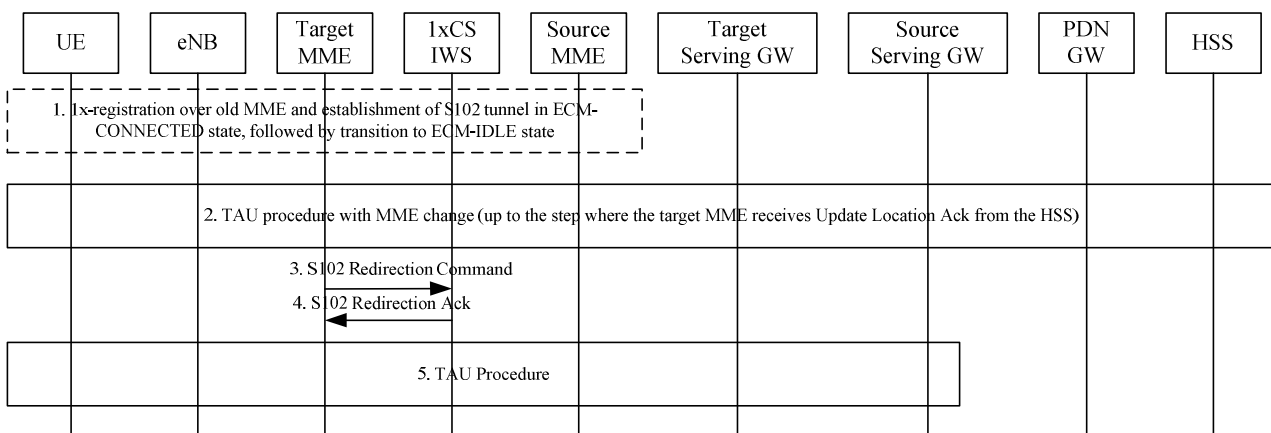 UE
eNB
Target
MME
1xCS
IWS
Source
MME
Target
Serving GW
Source
Serving GW
PDN
GW
HSS
1. 1x-registration over old MME and establishment of S102 tunnel in ECM-
CONNECTED state, followed by transition to ECM-IDLE state
2. TAU procedure with MME change (up to the step where the target MME receives Update Location Ack from the HSS)
3. S102 Redirection Command
4. S102 Redirection Ack
5. TAU Procedure